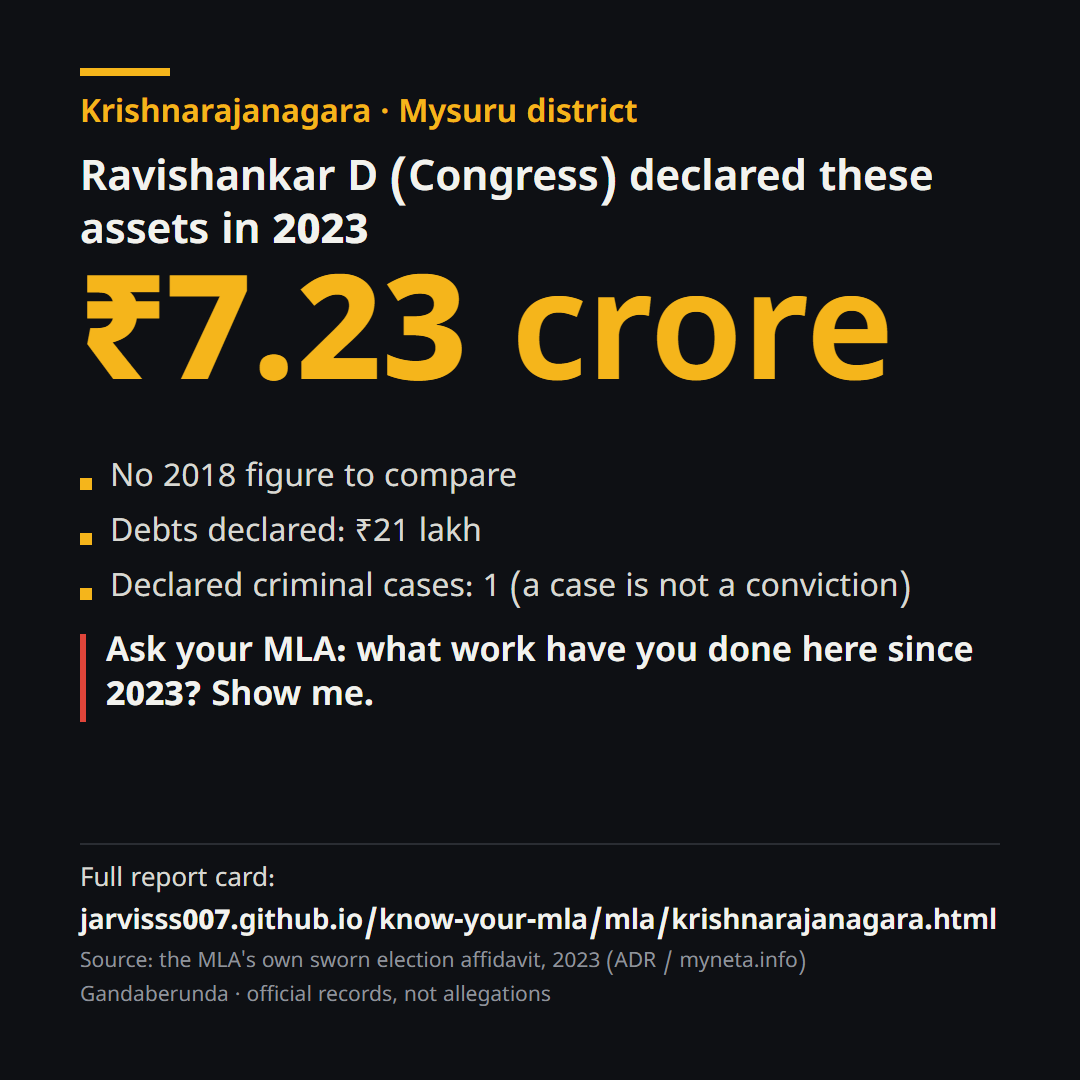 Krishnarajanagara · Mysuru district
Ravishankar D (Congress) declared these
assets in 2023
₹7.23 crore
No 2018 figure to compare
Debts declared: ₹21 lakh
Declared criminal cases: 1 (a case is not a conviction)
Ask your MLA: what work have you done here since
2023? Show me.
Full report card:
jarvisss007.github.io/know-your-mla/mla/krishnarajanagara.html
Source: the MLA's own sworn election affidavit, 2023 (ADR / myneta.info)
Gandaberunda · official records, not allegations